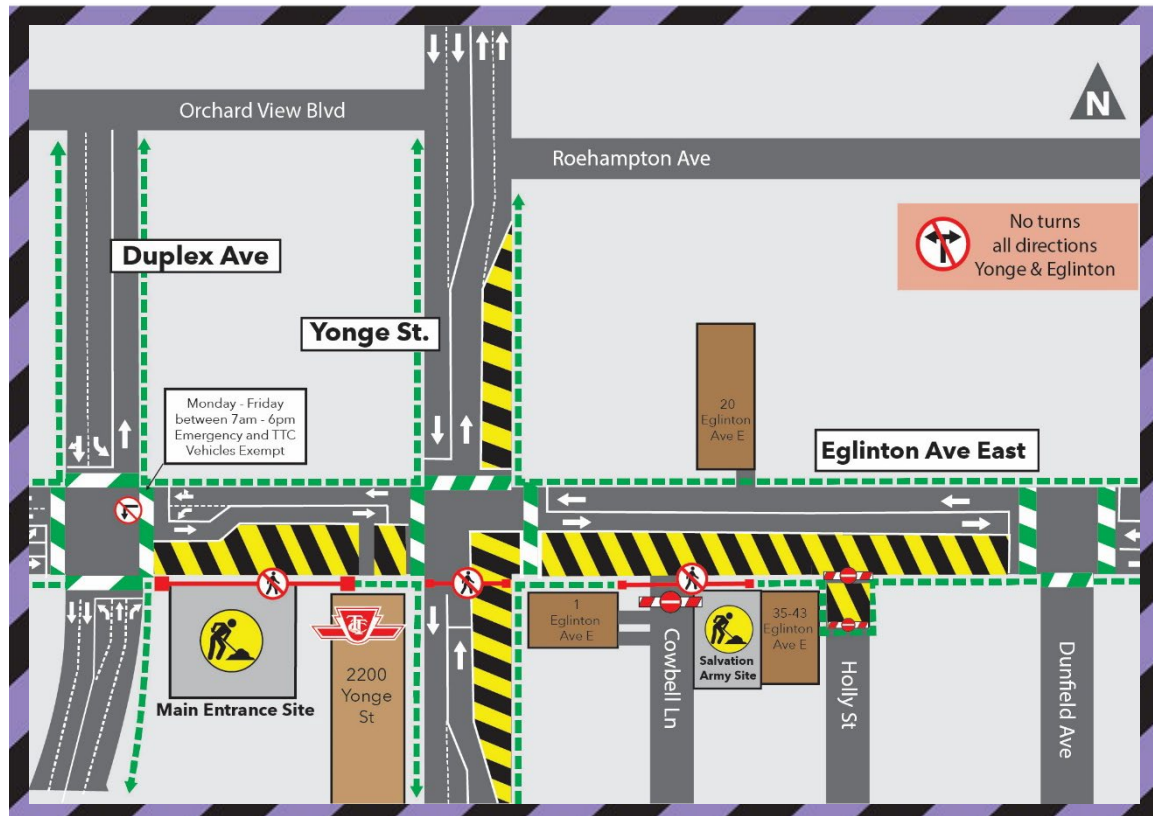 Orchard View Blvd
Roehampton Ave
N
No turns
all directions
Yonge & Eglinton
Duplex Ave
Yonge St.
Monday - Friday
between 7am - 6pm
Emergency and TTC
Vehicles Exempt
20
Eglinton
Ave E
Eglinton Ave East
Main Entrance Site
TTC
2200
Yonge
St
1
Eglinton
Ave E
Cowbell Ln
Salvation
Army Site
35-43
Eglinton
Ave E
Holly St
Dunfield Ave